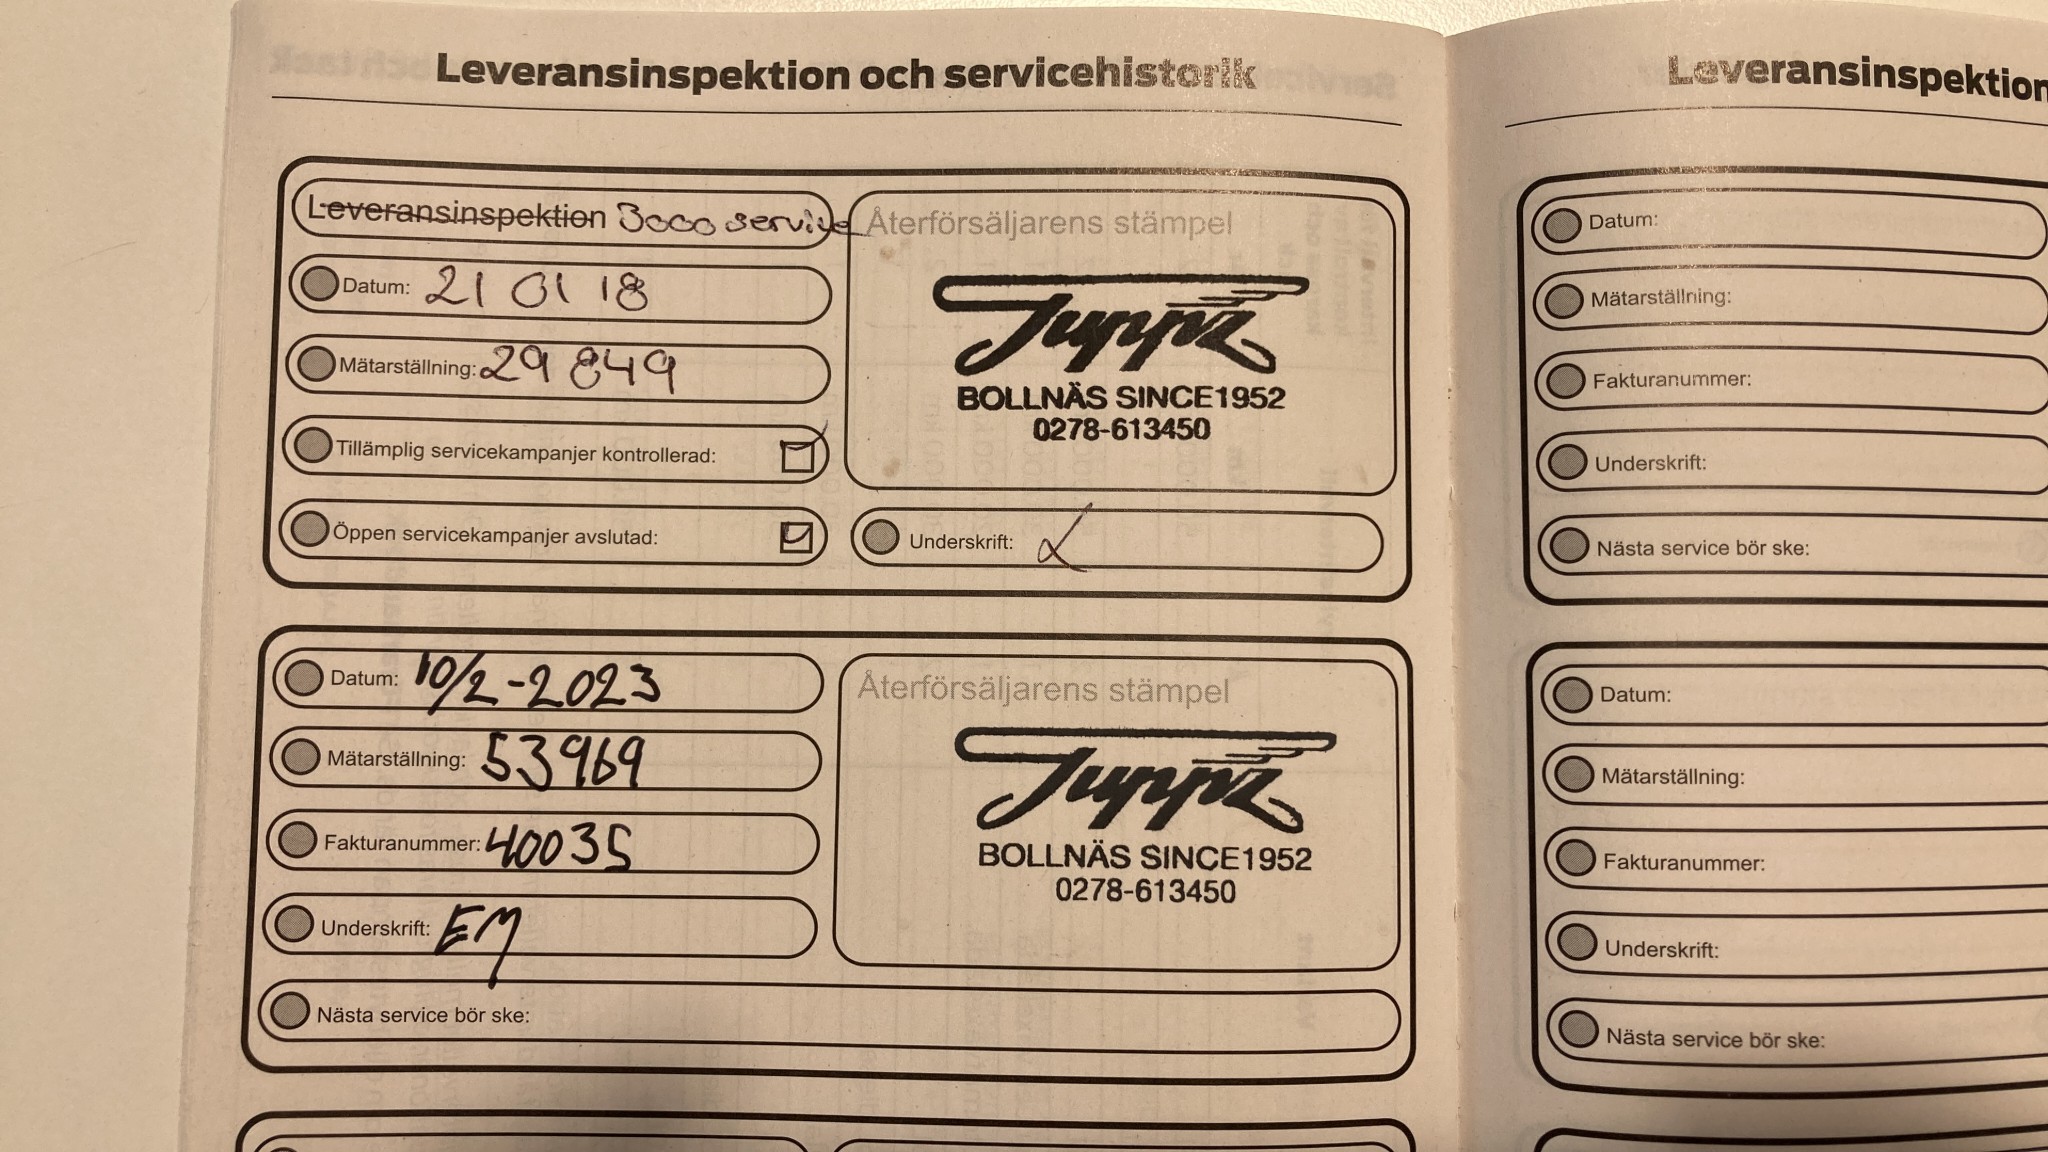 Leveransinspektion och servicehistorik
Leveransinspektion 3000 service
Datum: 21 01 18
Mätarställning: 29 849
Tillämplig servicekampanjer kontrollerad:
Öppen servicekampanjer avslutad:
Återförsäljarens stämpel
Juppz
BOLLNÄS SINCE1952
0278-613450
Underskrift:
Datum: 10/2-2023
Mätarställning: 53969
Fakturanummer: 40035
Underskrift: EM
Nästa service bör ske:
Återförsäljarens stämpel
Juppz
BOLLNÄS SINCE1952
0278-613450
Leveransinspektion
Datum:
Mätarställning:
Fakturanummer:
Underskrift:
Nästa service bör ske:
Datum:
Mätarställning:
Fakturanummer:
Underskrift:
Nästa service bör ske: